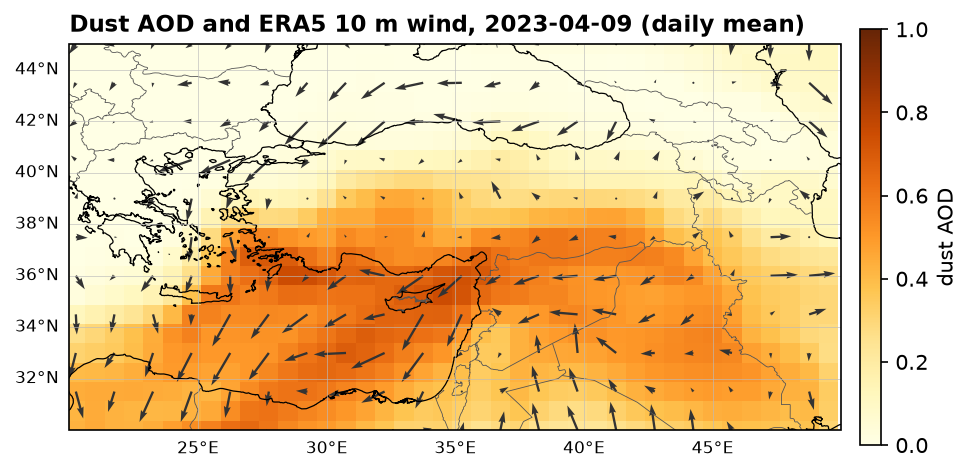 Dust AOD and ERA5 10 m wind, 2023-04-09 (daily mean)
44°N
42°N
40°N
38°N
36°N
34°N
32°N
25°E
30°E
35°E
40°E
45°E
1.0
0.8
0.6
0.4
0.2
0.0
dust AOD